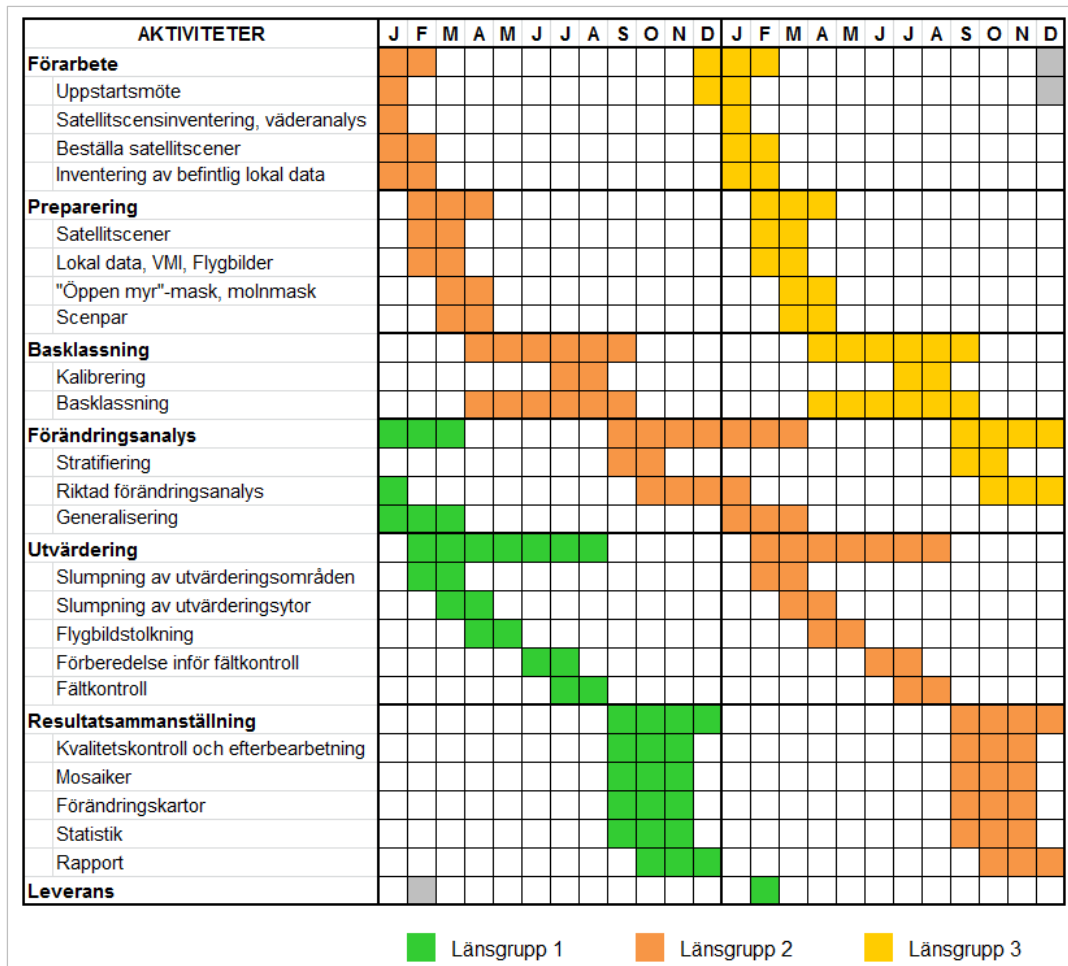 AKTIVITETER J F M A M J J A S O N D J F M A M J J A S O N D
Förarbete
Uppstartsmöte
Satellitscensinventering, väderanalys
Beställa satellitscener
Inventering av befintlig lokal data
Preparering
Satellitscener
Lokal data, VMI, Flygbilder
"Öppen myr"-mask, molnmask
Scenpar
Basklassning
Kalibrering
Basklassning
Förändringsanalys
Stratifiering
Riktad förändringsanalys
Generalisering
Utvärdering
Slumpning av utvärderingsområden
Slumpning av utvärderingsytor
Flygbildstolkning
Förberedelse inför fältkontroll
Fältkontroll
Resultatsammanställning
Kvalitetskontroll och efterbearbetning
Mosaiker
Förändringskartor
Statistik
Rapport
Leverans
Länsgrupp 1 Länsgrupp 2 Länsgrupp 3